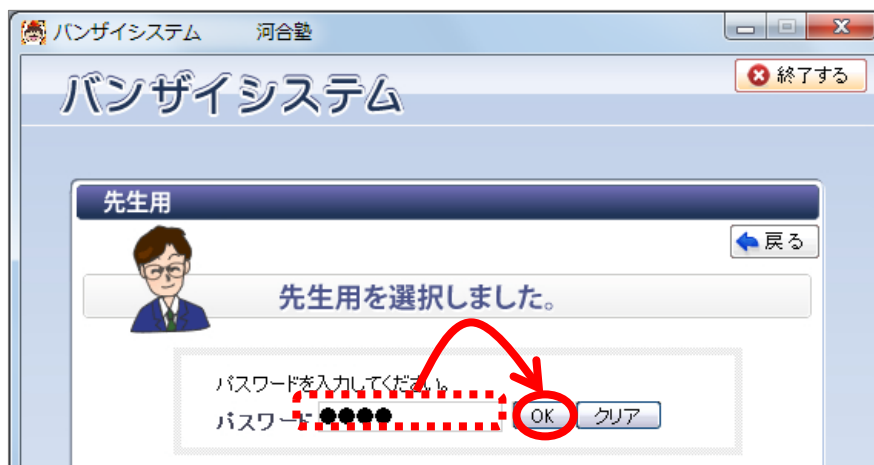 バンザイシステム 河合塾
終了する
バンザイシステム
先生用
戻る
先生用を選択しました。
パスワードを入力してください。
パスワード ●●●● OK クリア